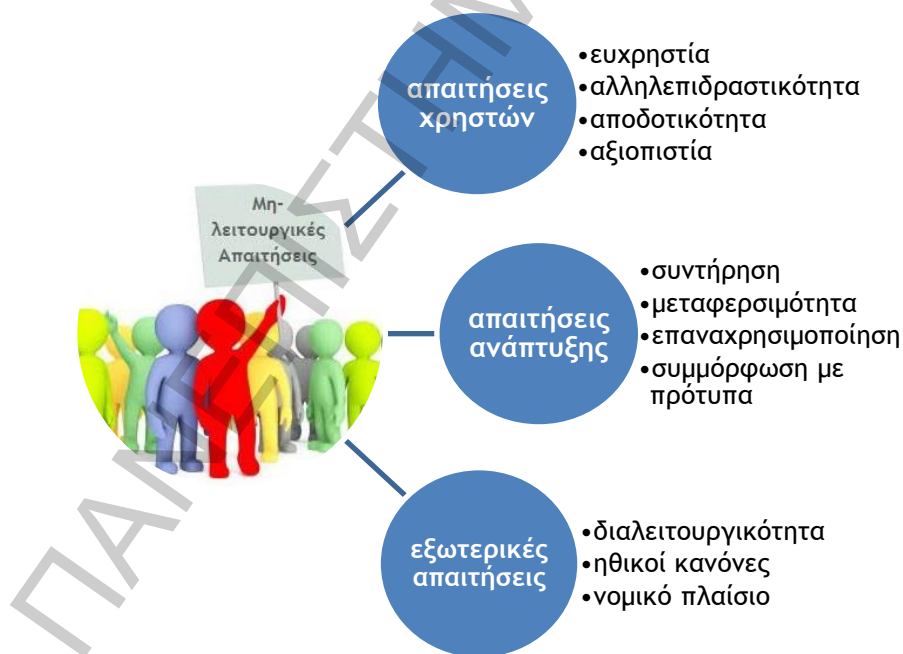 απαιτήσεις
χρηστών
•ευχρηστία
•αλληλεπιδραστικότητα
•αποδοτικότητα
•αξιοπιστία
Μη-
λειτουργικές
Απαιτήσεις
απαιτήσεις
ανάπτυξης
•συντήρηση
•μεταφερσιμότητα
•επαναχρησιμοποίηση
•συμμόρφωση με
πρότυπα
εξωτερικές
απαιτήσεις
•διαλειτουργικότητα
•ηθικοί κανόνες
•νομικό πλαίσιο